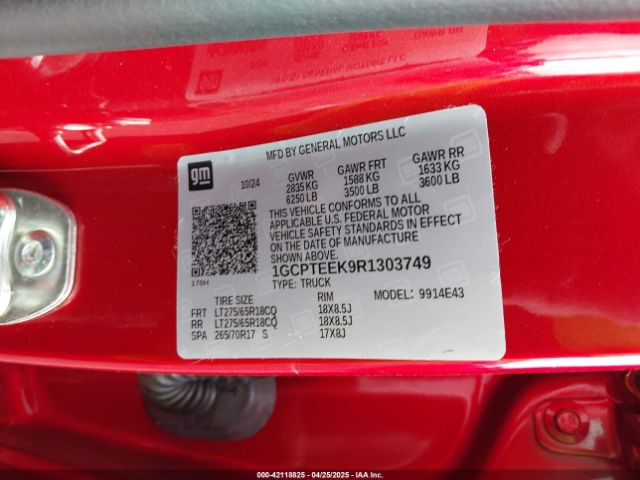 MFD BY GENERAL MOTORS LLC
gm
10/24
GVWR GAWR FRT GAWR RR
2835 KG 1588 KG 1633 KG
6250 LB 3500 LB 3600 LB
THIS VEHICLE CONFORMS TO ALL
APPLICABLE U.S. FEDERAL MOTOR
VEHICLE SAFETY STANDARDS IN EFFECT
ON THE DATE OF MANUFACTURE
SHOWN ABOVE.
1GCPTEEK9R1303749
TYPE: TRUCK MODEL: 9914E43
TIRE SIZE RIM
FRT LT275/65R18CQ 18X8.5J
RR LT275/65R18CQ 18X8.5J
SPA 265/70R17 S 17X8J
000-42118825 - 04/25/2025 - IAA Inc.